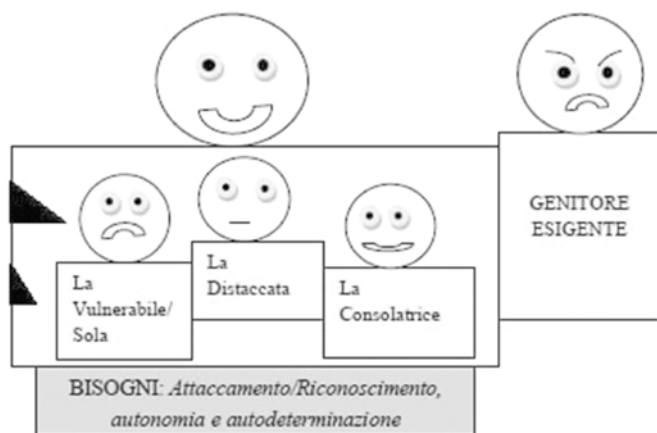 GENITORE
ESIGENTE
La
Vulnerabile/
Sola
La
Distaccata
La
Consolatrice
BISOGNI: Attaccamento/Riconoscimento,
autonomia e autodeterminazione